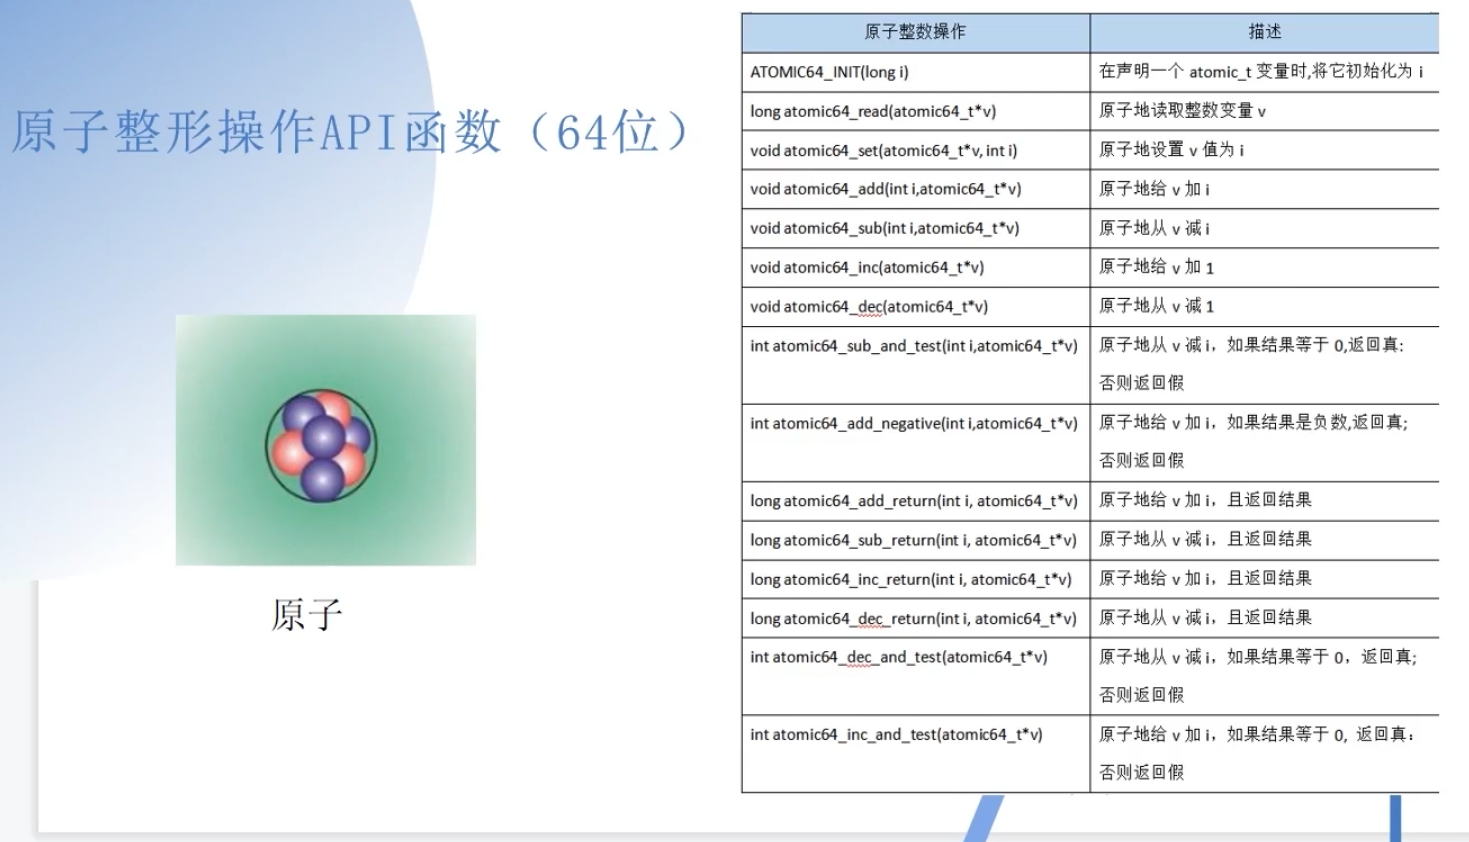 原子整形操作API函数（64位）
原子
原子整数操作 描述
ATOMIC64_INIT(long i) 在声明一个 atomic_t 变量时,将它初始化为 i
long atomic64_read(atomic64_t*v) 原子地读取整数变量 v
void atomic64_set(atomic64_t*v, int i) 原子地设置 v 值为 i
void atomic64_add(int i,atomic64_t*v) 原子地给 v 加 i
void atomic64_sub(int i,atomic64_t*v) 原子地从 v 减 i
void atomic64_inc(atomic64_t*v) 原子地给 v 加 1
void atomic64_dec(atomic64_t*v) 原子地从 v 减 1
int atomic64_sub_and_test(int i,atomic64_t*v) 原子地从 v 减 i，如果结果等于 0,返回真:
否则返回假
int atomic64_add_negative(int i,atomic64_t*v) 原子地给 v 加 i，如果结果是负数,返回真;
否则返回假
long atomic64_add_return(int i, atomic64_t*v) 原子地给 v 加 i，且返回结果
long atomic64_sub_return(int i, atomic64_t*v) 原子地从 v 减 i，且返回结果
long atomic64_inc_return(int i, atomic64_t*v) 原子地给 v 加 i，且返回结果
long atomic64_dec_return(int i, atomic64_t*v) 原子地从 v 减 i，且返回结果
int atomic64_dec_and_test(atomic64_t*v) 原子地从 v 减 i，如果结果等于 0，返回真;
否则返回假
int atomic64_inc_and_test(atomic64_t*v) 原子地给 v 加 i，如果结果等于 0, 返回真：
否则返回假